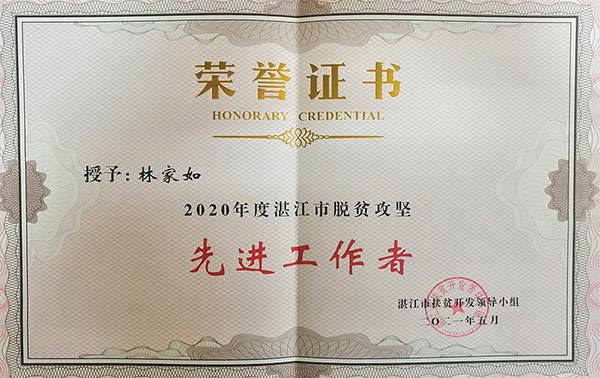 荣誉证书
HONORARY CREDENTIAL
授予：林家如
2020年度湛江市脱贫攻坚
先进工作者
湛江市扶贫开发领导小组
二〇二一年五月